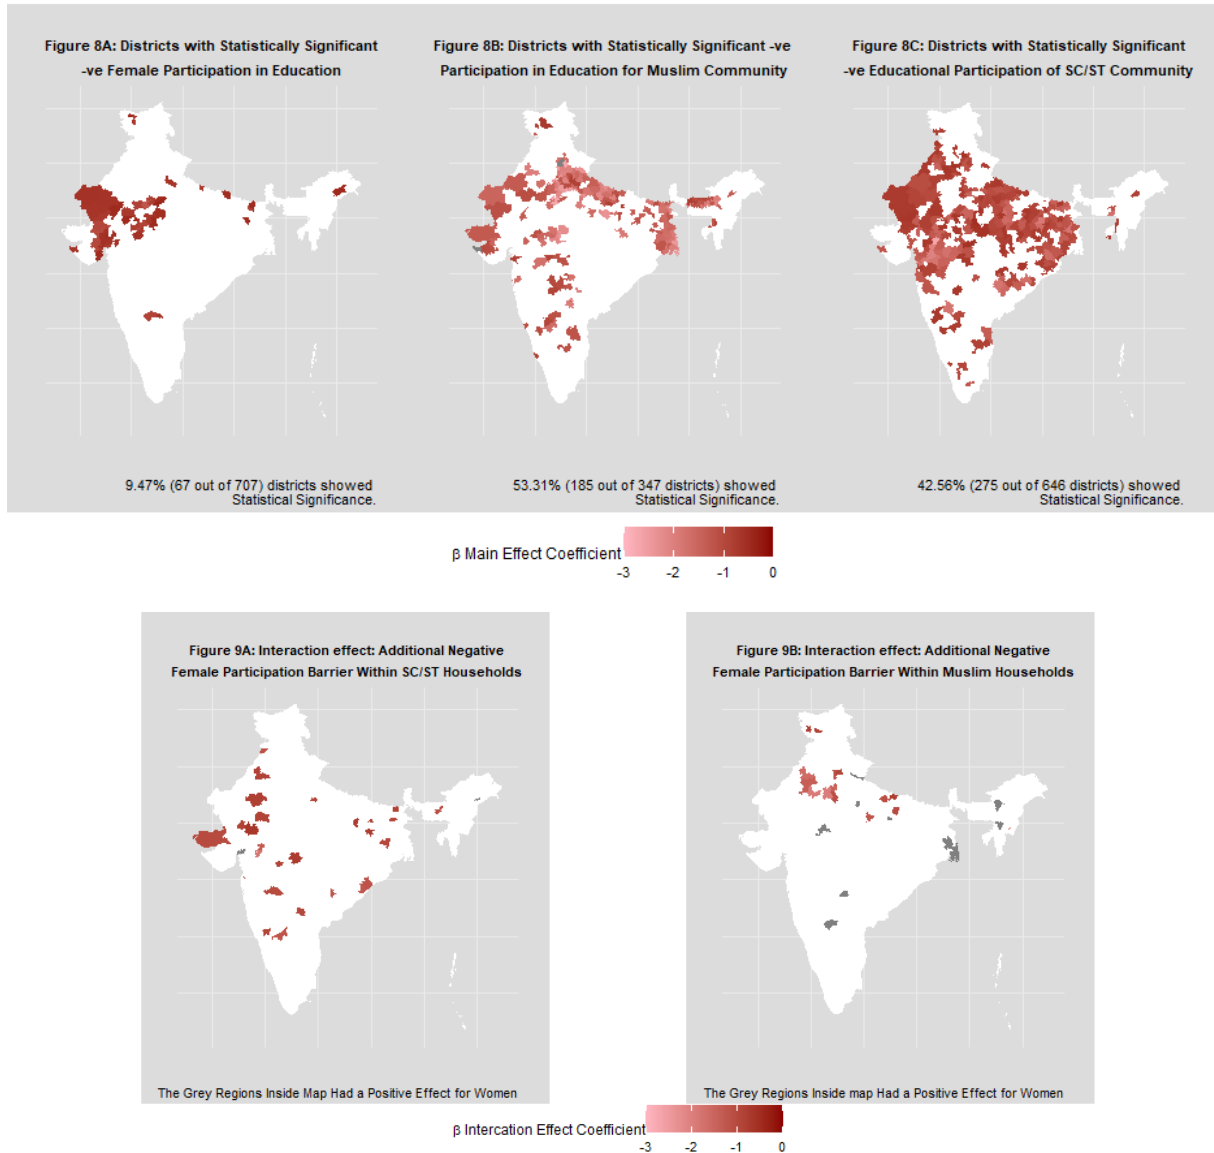 Figure 8A: Districts with Statistically Significant
-ve Female Participation in Education
Figure 8B: Districts with Statistically Significant -ve
Participation in Education for Muslim Community
Figure 8C: Districts with Statistically Significant
-ve Educational Participation of SC/ST Community
9.47% (67 out of 707) districts showed
Statistical Significance.
53.31% (185 out of 347 districts) showed
Statistical Significance.
42.56% (275 out of 646 districts) showed
Statistical Significance.
β Main Effect Coefficient
-3 -2 -1 0
Figure 9A: Interaction effect: Additional Negative
Female Participation Barrier Within SC/ST Households
Figure 9B: Interaction effect: Additional Negative
Female Participation Barrier Within Muslim Households
The Grey Regions Inside Map Had a Positive Effect for Women
The Grey Regions Inside map Had a Positive Effect for Women
β Intercation Effect Coefficient
-3 -2 -1 0